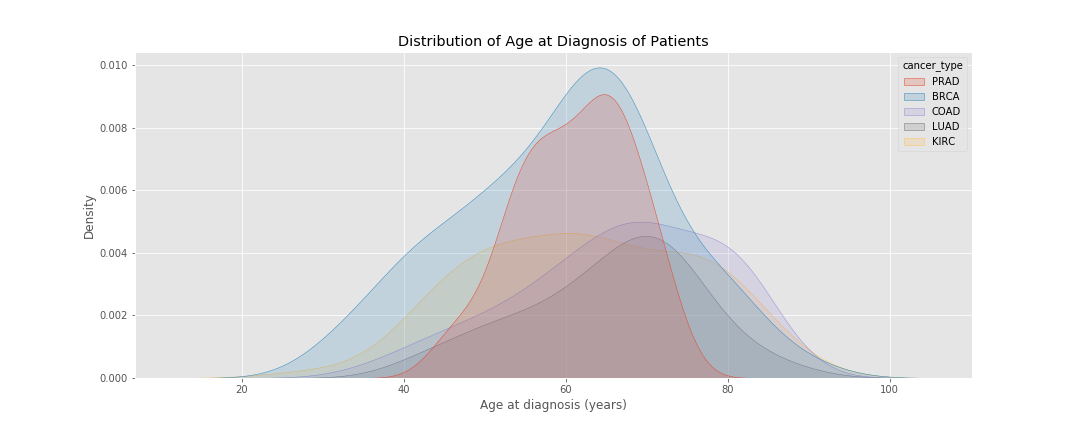 Distribution of Age at Diagnosis of Patients
cancer_type
PRAD
BRCA
COAD
LUAD
KIRC
0.010
0.008
0.006
0.004
0.002
0.000
Density
20 40 60 80 100
Age at diagnosis (years)